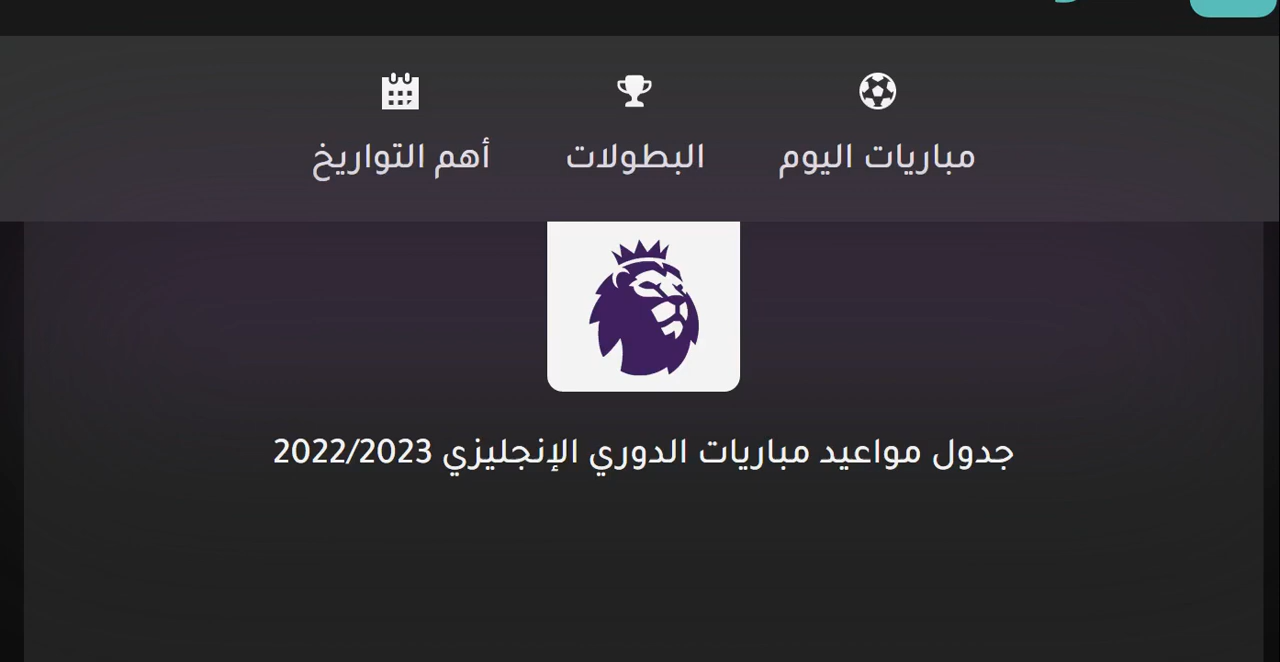 مباريات اليوم
البطولات
أهم التواريخ
جدول مواعيد مباريات الدوري الإنجليزي 2022/2023